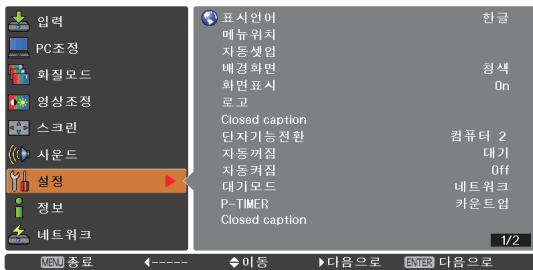 입력
PC조정
화질모드
영상조정
스크린
사운드
설정
정보
네트워크
표시언어 한글
메뉴위치
자동셋업
배경화면 청색
화면표시 On
로고
Closed caption
단자기능전환 컴퓨터 2
자동꺼짐 대기
자동켜짐 Off
대기모드 네트워크
P-TIMER 카운트업
Closed caption
1/2
MENU 종료 ◀----- ◆이동 ▶다음으로 ENTER 다음으로